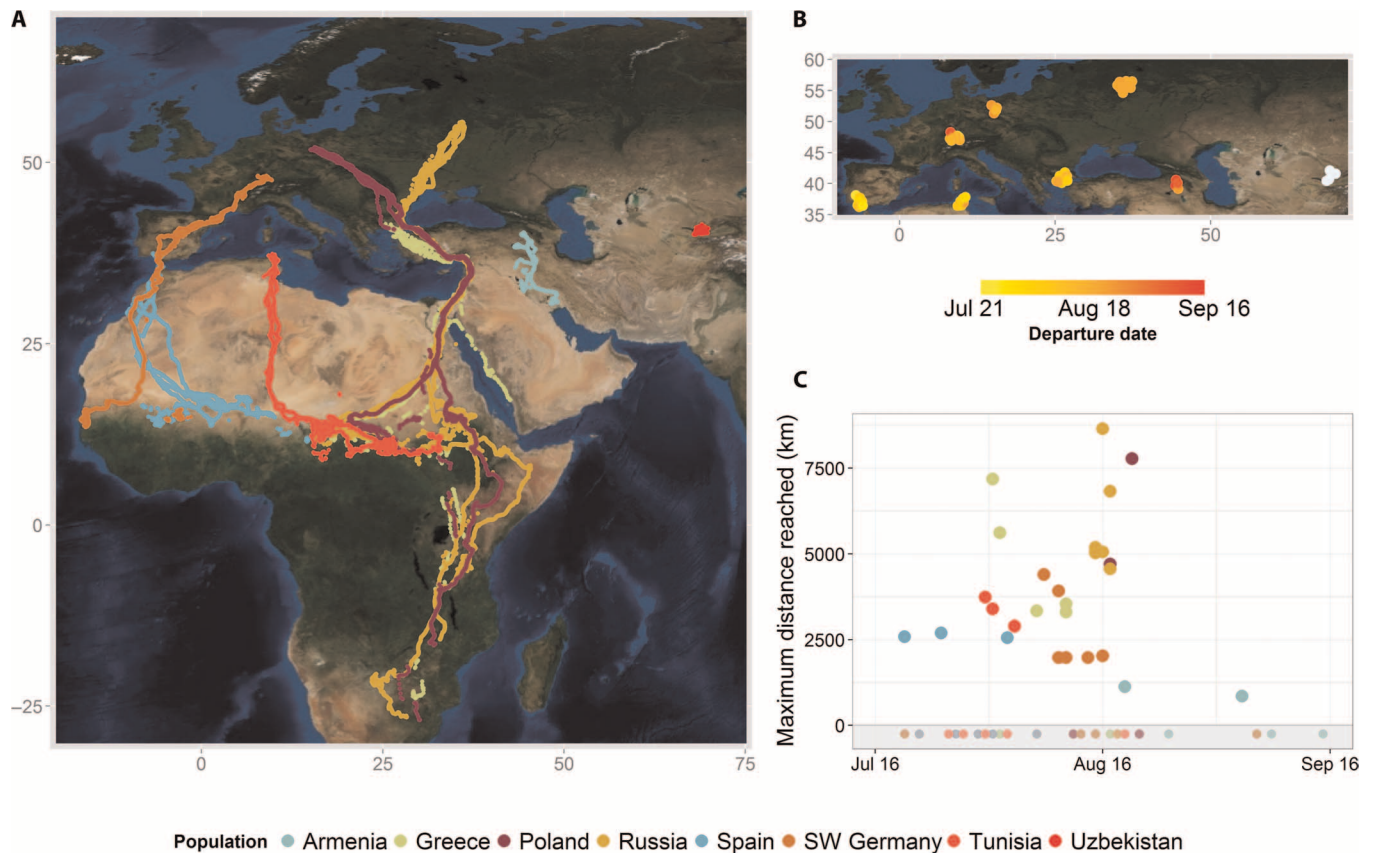 A
50
25
0
−25
0
25
50
75
B
60
55
50
45
40
35
0
25
50
Jul 21
Aug 18
Sep 16
Departure date
C
Maximum distance reached (km)
7500
5000
2500
0
Jul 16
Aug 16
Sep 16
Population Armenia Greece Poland Russia Spain SW Germany Tunisia Uzbekistan